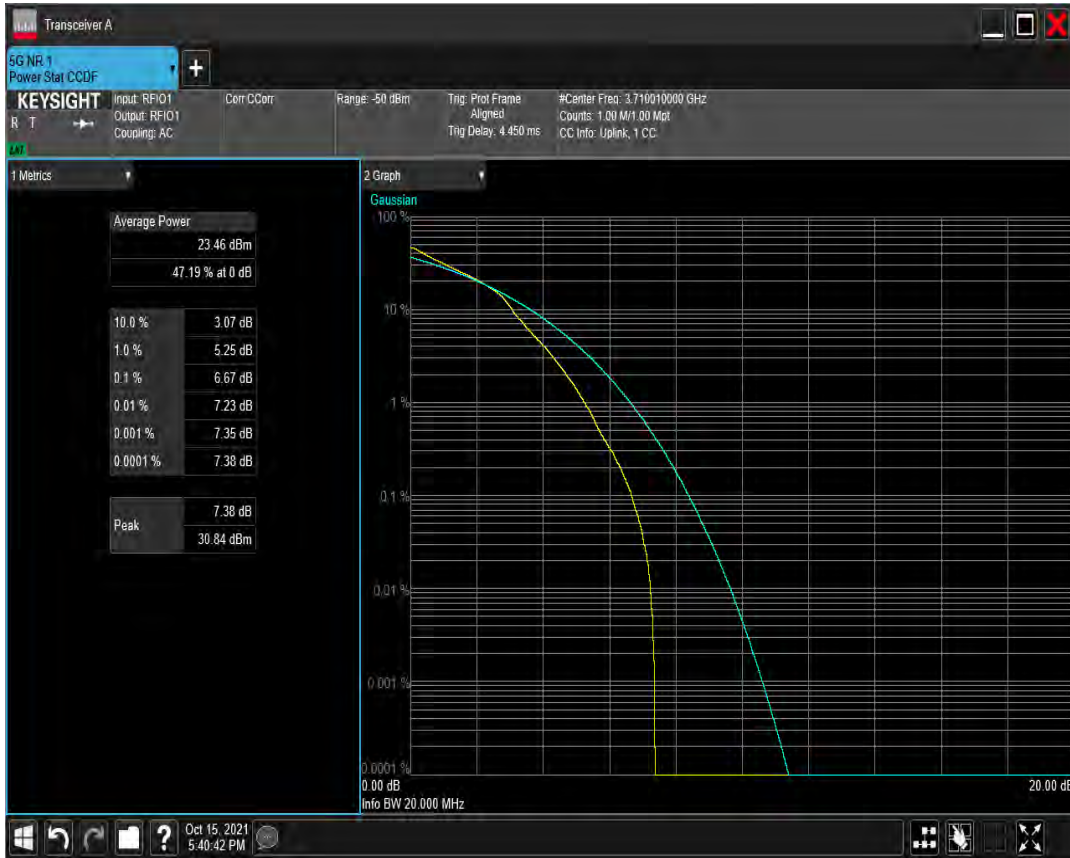 Transceiver A
5G NR 1
Power Stat CCDF
+
KEYSIGHT
R T
LXI
Input: RFIO1
Output: RFIO1
Coupling: AC
Corr CCorr
Range: -50 dBm
Trig: Prot Frame
Aligned
Trig Delay: 4.450 ms
#Center Freq: 3.710010000 GHz
Counts: 1.00 M/1.00 Mpt
CC Info: Uplink, 1 CC
1 Metrics
Average Power
23.46 dBm
47.19 % at 0 dB
10.0 % 3.07 dB
1.0 % 5.25 dB
0.1 % 6.67 dB
0.01 % 7.23 dB
0.001 % 7.35 dB
0.0001 % 7.38 dB
Peak
7.38 dB
30.84 dBm
2 Graph
Gaussian
100 %
10 %
1 %
0.1 %
0.01 %
0.001 %
0.0001 %
0.00 dB 20.00 dB
Info BW 20.000 MHz
?
Oct 15, 2021
5:40:42 PM